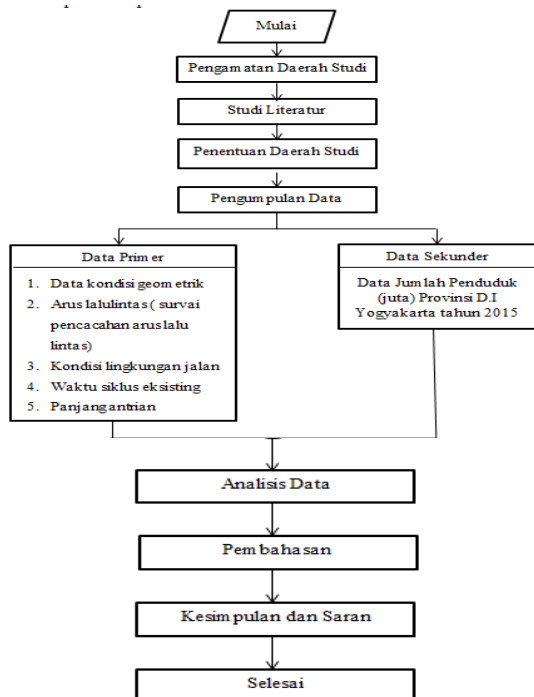 Mulai
Pengamatan Daerah Studi
Studi Literatur
Penentuan Daerah Studi
Pengumpulan Data
Data Primer
1. Data kondisi geometrik
2. Arus lalulintas ( survai
pencacahan arus lalu
lintas)
3. Kondisi lingkungan jalan
4. Waktu siklus eksisting
5. Panjangantrian
Data Sekunder
Data Jumlah Penduduk
(juta) Provinsi D.I
Yogyakarta tahun 2015
Analisis Data
Pembahasan
Kesimpulan dan Saran
Selesai